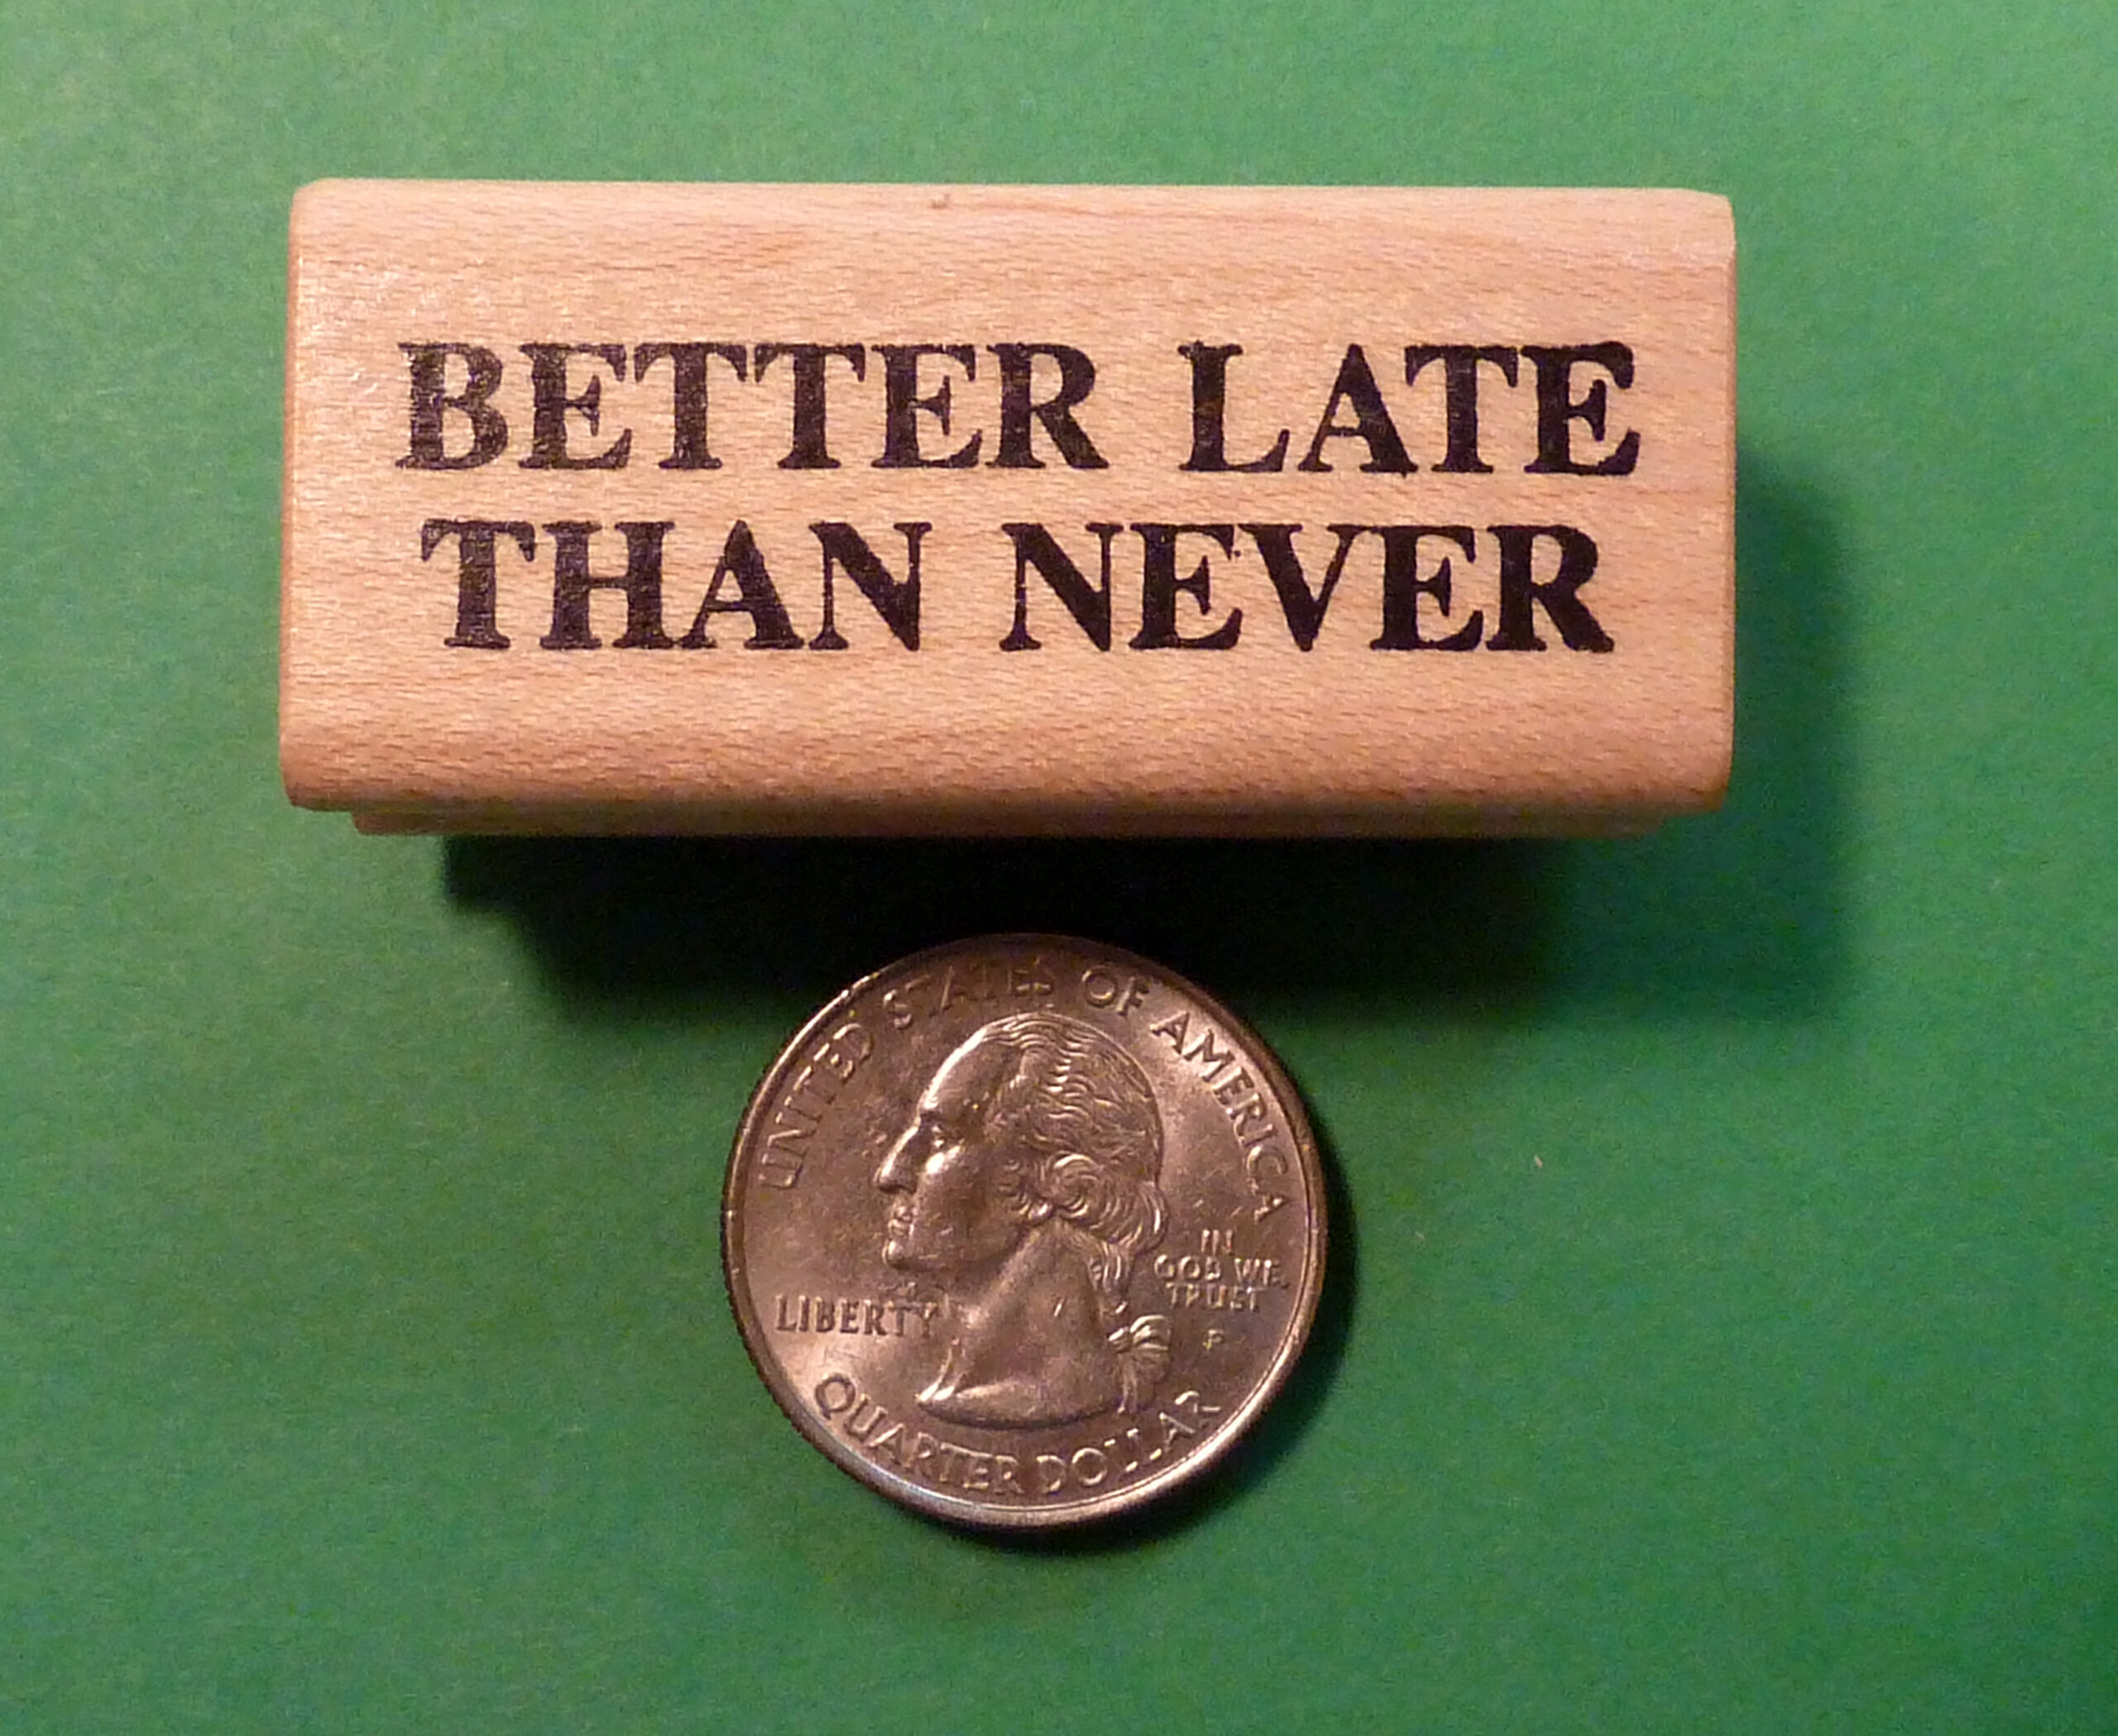 BETTER LATE
THAN NEVER
UNITED STATES OF AMERICA
LIBERTY
IN
GOD WE
TRUST
P
QUARTER DOLLAR